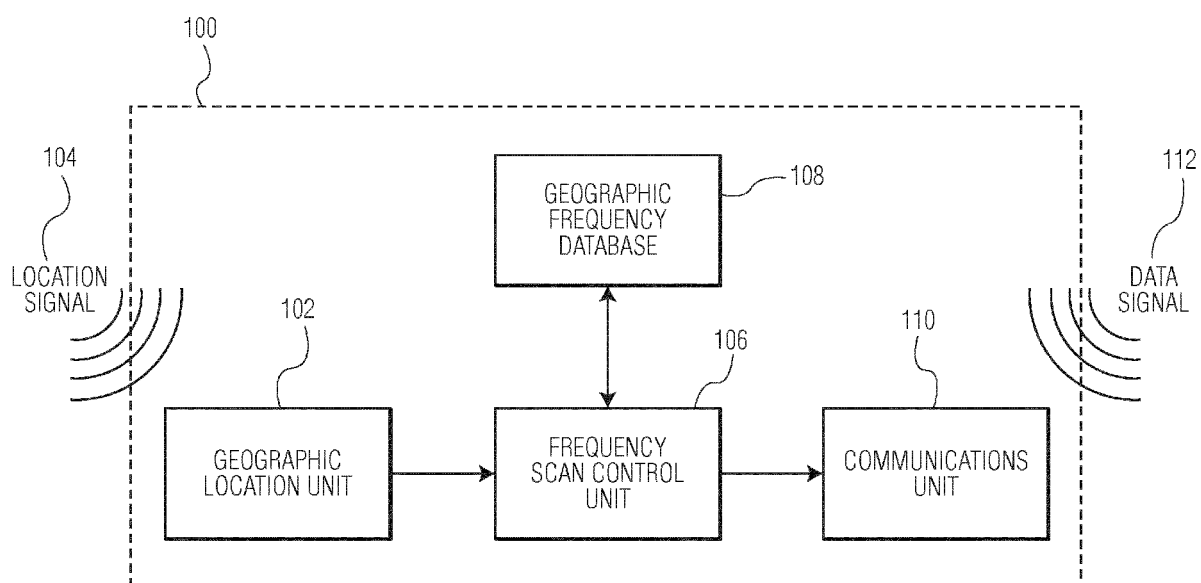 100
104
LOCATION
SIGNAL
GEOGRAPHIC
FREQUENCY
DATABASE
108
112
DATA
SIGNAL
102
106
110
GEOGRAPHIC
LOCATION UNIT
FREQUENCY
SCAN CONTROL
UNIT
COMMUNICATIONS
UNIT